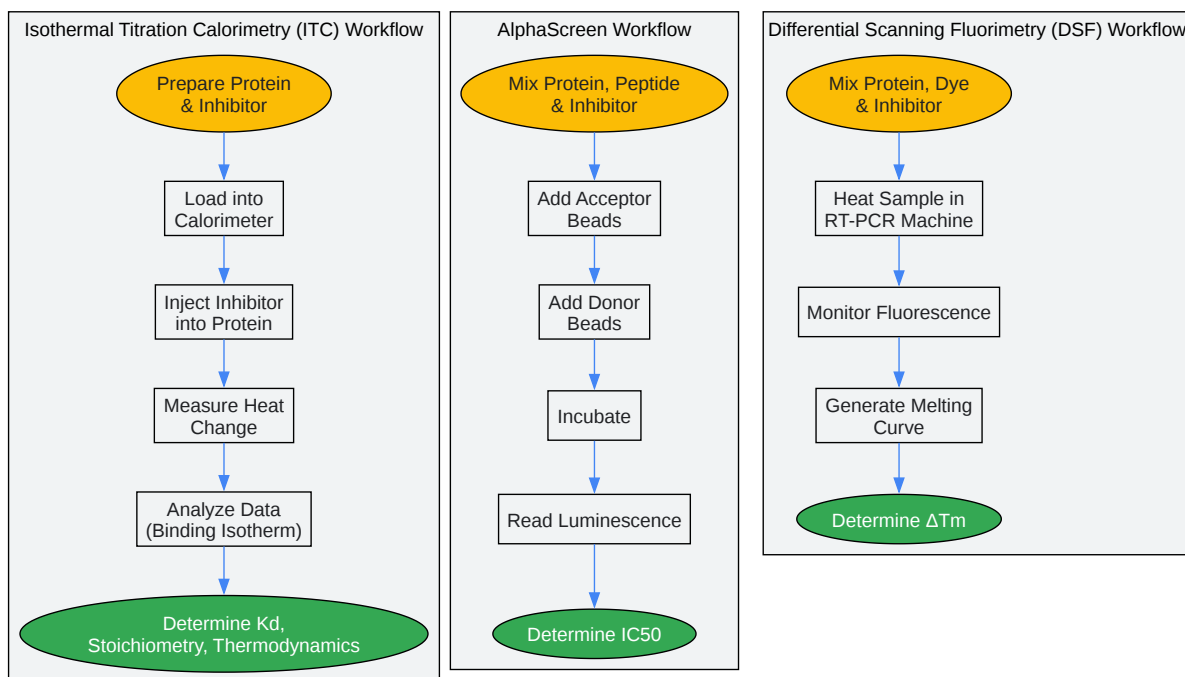 Isothermal Titration Calorimetry (ITC) Workflow
Prepare Protein
& Inhibitor
Load into
Calorimeter
Inject Inhibitor
into Protein
Measure Heat
Change
Analyze Data
(Binding Isotherm)
Determine Kd,
Stoichiometry, Thermodynamics
AlphaScreen Workflow
Mix Protein, Peptide
& Inhibitor
Add Acceptor
Beads
Add Donor
Beads
Incubate
Read Luminescence
Determine IC50
Differential Scanning Fluorimetry (DSF) Workflow
Mix Protein, Dye
& Inhibitor
Heat Sample in
RT-PCR Machine
Monitor Fluorescence
Generate Melting
Curve
Determine ΔTm